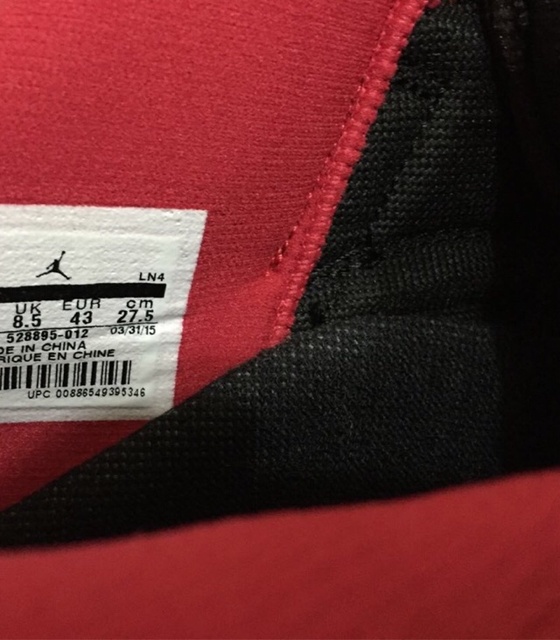 LN4
UK EUR cm
8.5 43 27.5
528895-012 03/31/15
DE IN CHINA
RIQUE EN CHINE
UPC 00886549395346